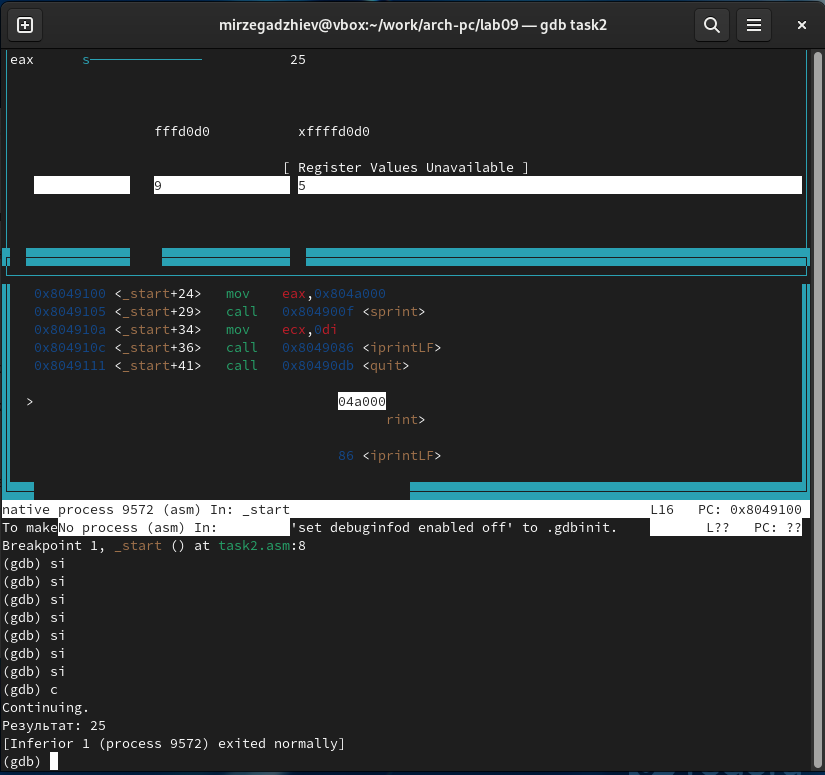 mirzegadzhiev@vbox:~/work/arch-pc/lab09 — gdb task2
eax s 25
fffd0d0 xffffd0d0
[ Register Values Unavailable ]
9 5
0x8049100 <_start+24> mov eax,0x804a000
0x8049105 <_start+29> call 0x804900f <sprint>
0x804910a <_start+34> mov ecx,0di
0x804910c <_start+36> call 0x8049086 <iprintLF>
0x8049111 <_start+41> call 0x80490db <quit>
> 04a000
rint>
86 <iprintLF>
native process 9572 (asm) In: _start L16 PC: 0x8049100
To makeNo process (asm) In: 'set debuginfod enabled off' to .gdbinit. L?? PC: ??
Breakpoint 1, _start () at task2.asm:8
(gdb) si
(gdb) si
(gdb) si
(gdb) si
(gdb) si
(gdb) si
(gdb) si
(gdb) c
Continuing.
Результат: 25
[Inferior 1 (process 9572) exited normally]
(gdb)